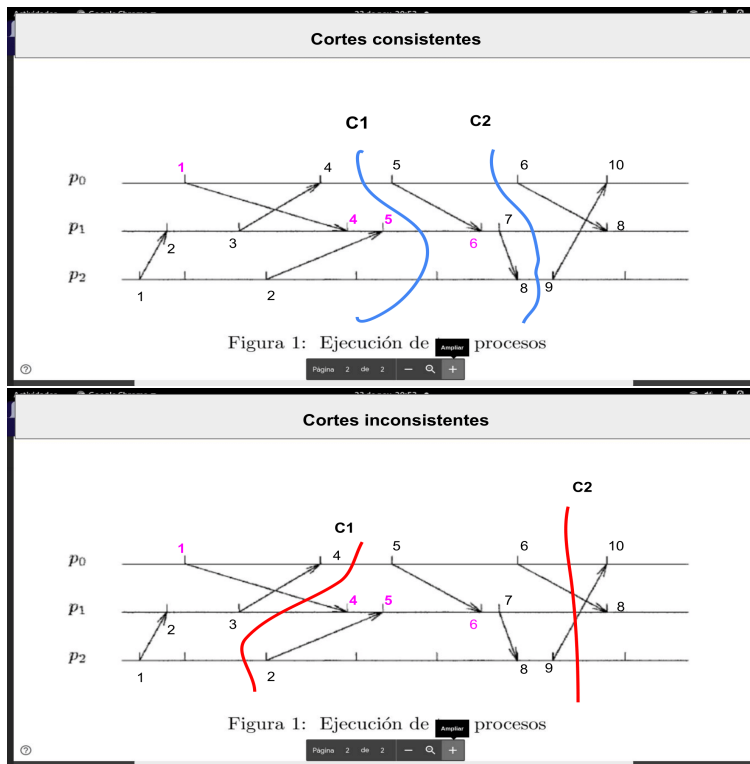 Cortes consistentes
C1
C2
1
4
5
6
10
p0
4
5
7
p1
2
3
6
8
p2
1
2
8
9
Figura 1: Ejecución de
Ampliar
procesos
Página 2 de 2
Cortes inconsistentes
C2
C1
1
4
5
6
10
p0
4
5
7
p1
2
3
6
8
p2
1
2
8
9
Figura 1: Ejecución de
Ampliar
procesos
Página 2 de 2